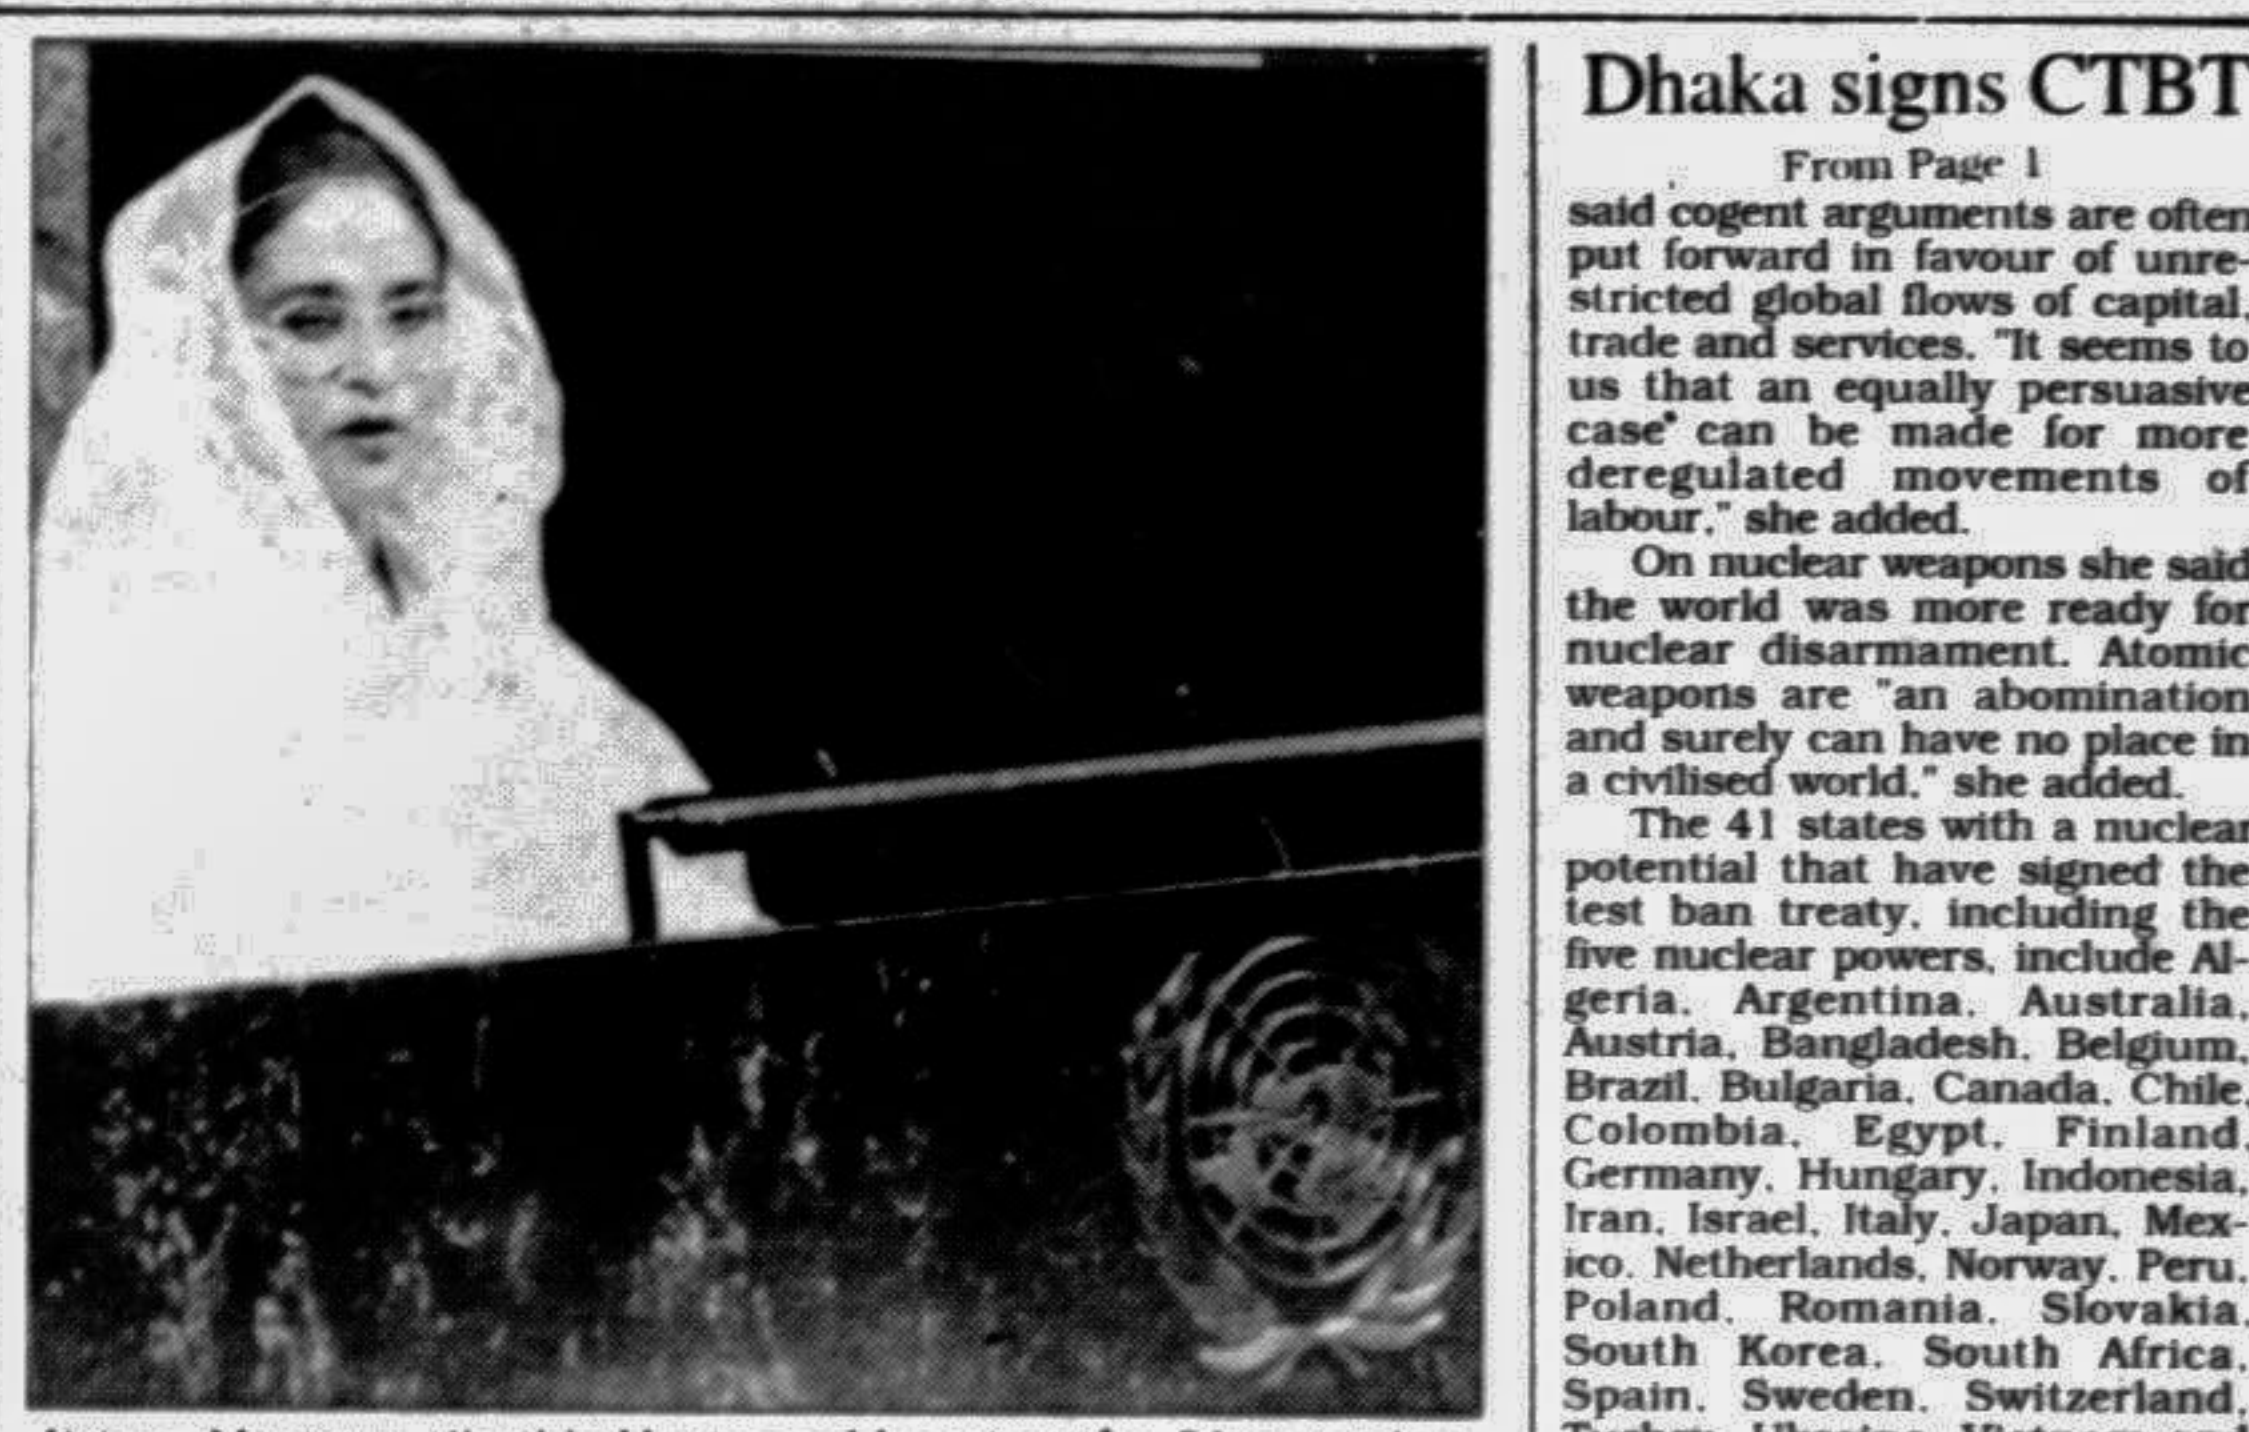 Dhaka signs CTBT
From Page 1
said cogent arguments are often
put forward in favour of unre-
stricted global flows of capital,
trade and services. "It seems to
us that an equally persuasive
case can be made for more
deregulated movements of
labour," she added.
On nuclear weapons she said
the world was more ready for
nuclear disarmament. Atomic
weapons are "an abomination
and surely can have no place in
a civilised world," she added.
The 41 states with a nuclear
potential that have signed the
test ban treaty, including the
five nuclear powers, include Al-
geria, Argentina, Australia,
Austria, Bangladesh, Belgium,
Brazil, Bulgaria, Canada, Chile,
Colombia, Egypt, Finland,
Germany, Hungary, Indonesia,
Iran, Israel, Italy, Japan, Mex-
ico, Netherlands, Norway, Peru,
Poland, Romania, Slovakia,
South Korea, South Africa,
Spain, Sweden, Switzerland,